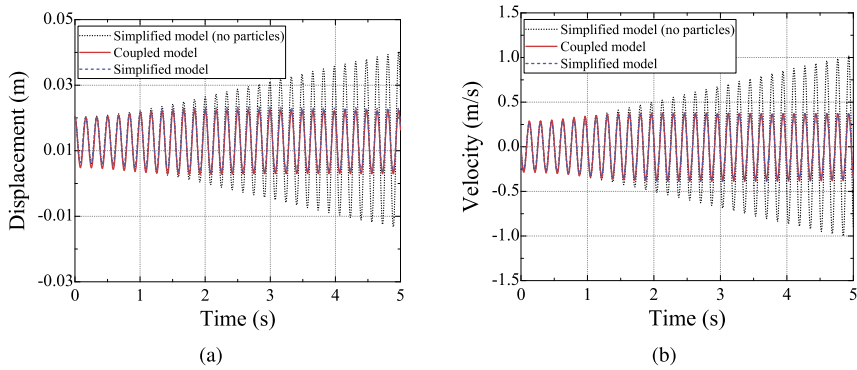 0.05
0.03
0.01
-0.01
-0.03
Displacement (m)
Simplified model (no particles)
Coupled model
Simplified model
0 1 2 3 4 5
Time (s)
(a)
1.5
1.0
0.5
0.0
-0.5
-1.0
-1.5
Velocity (m/s)
Simplified model (no particles)
Coupled model
Simplified model
0 1 2 3 4 5
Time (s)
(b)